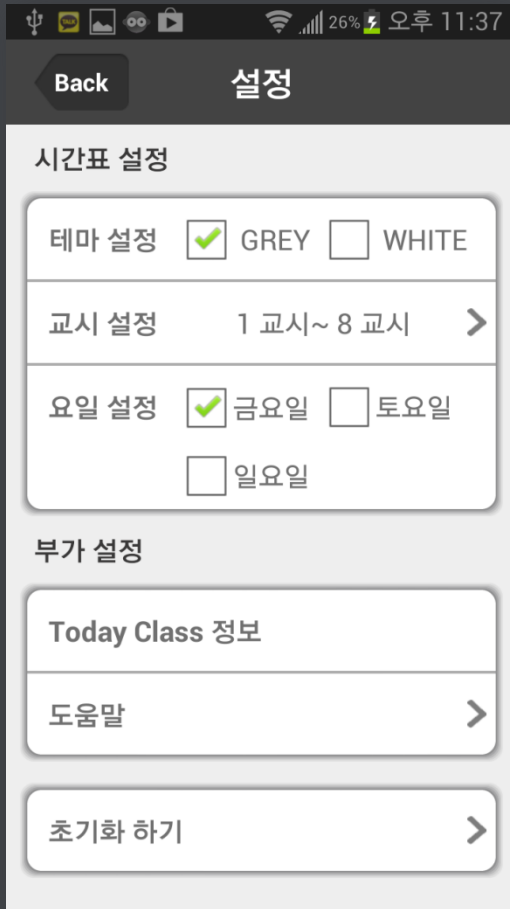 TALK 26% 오후 11:37
Back 설정
시간표 설정
테마 설정 GREY WHITE
교시 설정 1 교시~ 8 교시
요일 설정 금요일 토요일
일요일
부가 설정
Today Class 정보
도움말
초기화 하기